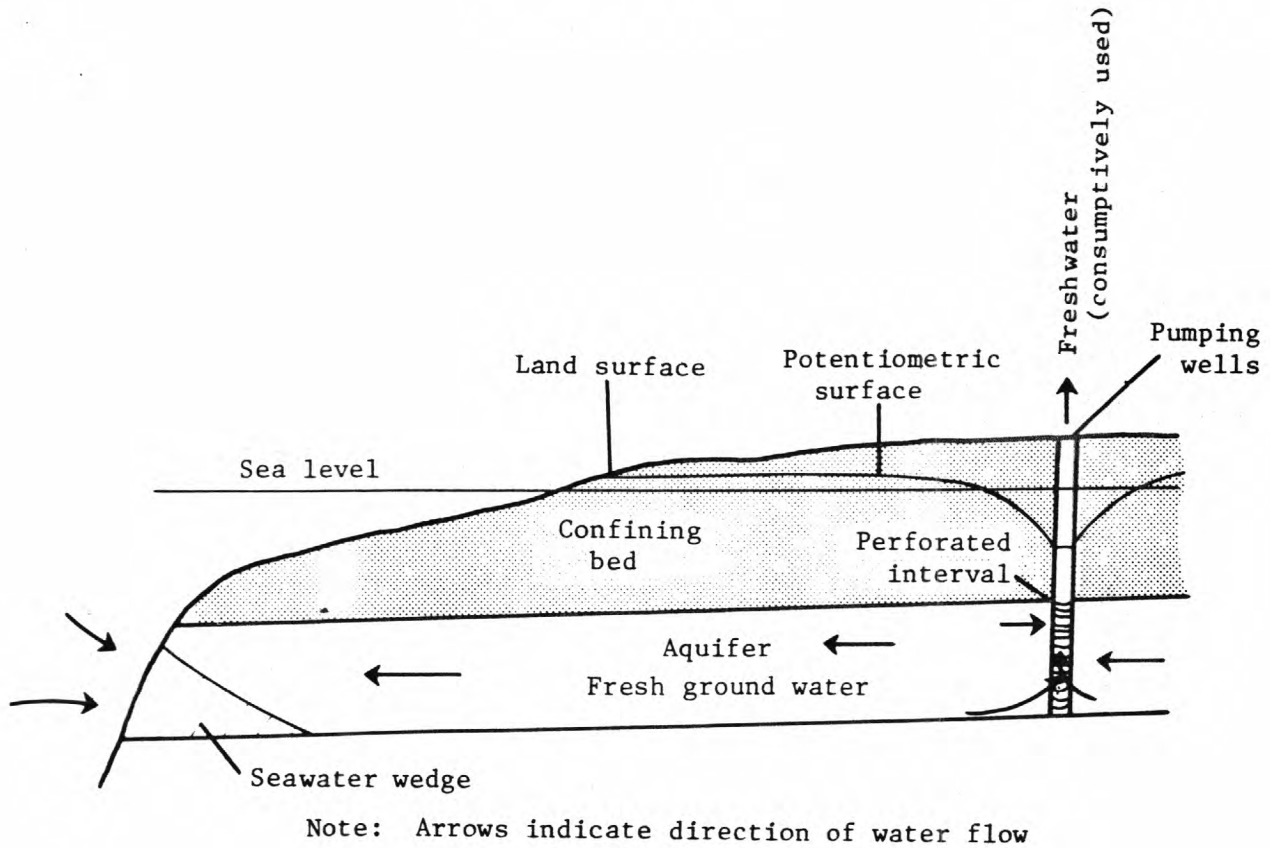 Freshwater
(consumptively used)
Pumping
wells
Land surface
Potentiometric
surface
Sea level
Confining
bed
Perforated
interval
Aquifer
Fresh ground water
Seawater wedge
Note: Arrows indicate direction of water flow